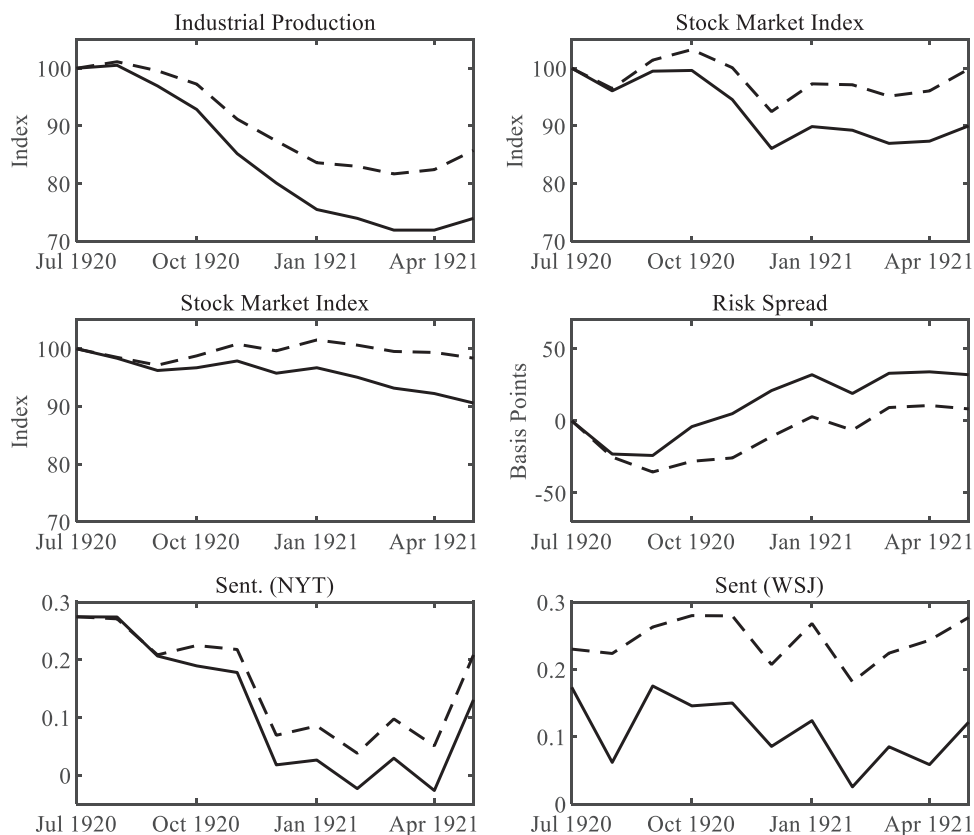 Industrial Production
Index
100
90
80
70
Jul 1920 Oct 1920 Jan 1921 Apr 1921
Stock Market Index
Index
100
90
80
70
Jul 1920 Oct 1920 Jan 1921 Apr 1921
Stock Market Index
Index
100
90
80
70
Jul 1920 Oct 1920 Jan 1921 Apr 1921
Risk Spread
Basis Points
50
0
-50
Jul 1920 Oct 1920 Jan 1921 Apr 1921
Sent. (NYT)
0.3
0.2
0.1
0
Jul 1920 Oct 1920 Jan 1921 Apr 1921
Sent (WSJ)
0.3
0.2
0.1
0
Jul 1920 Oct 1920 Jan 1921 Apr 1921